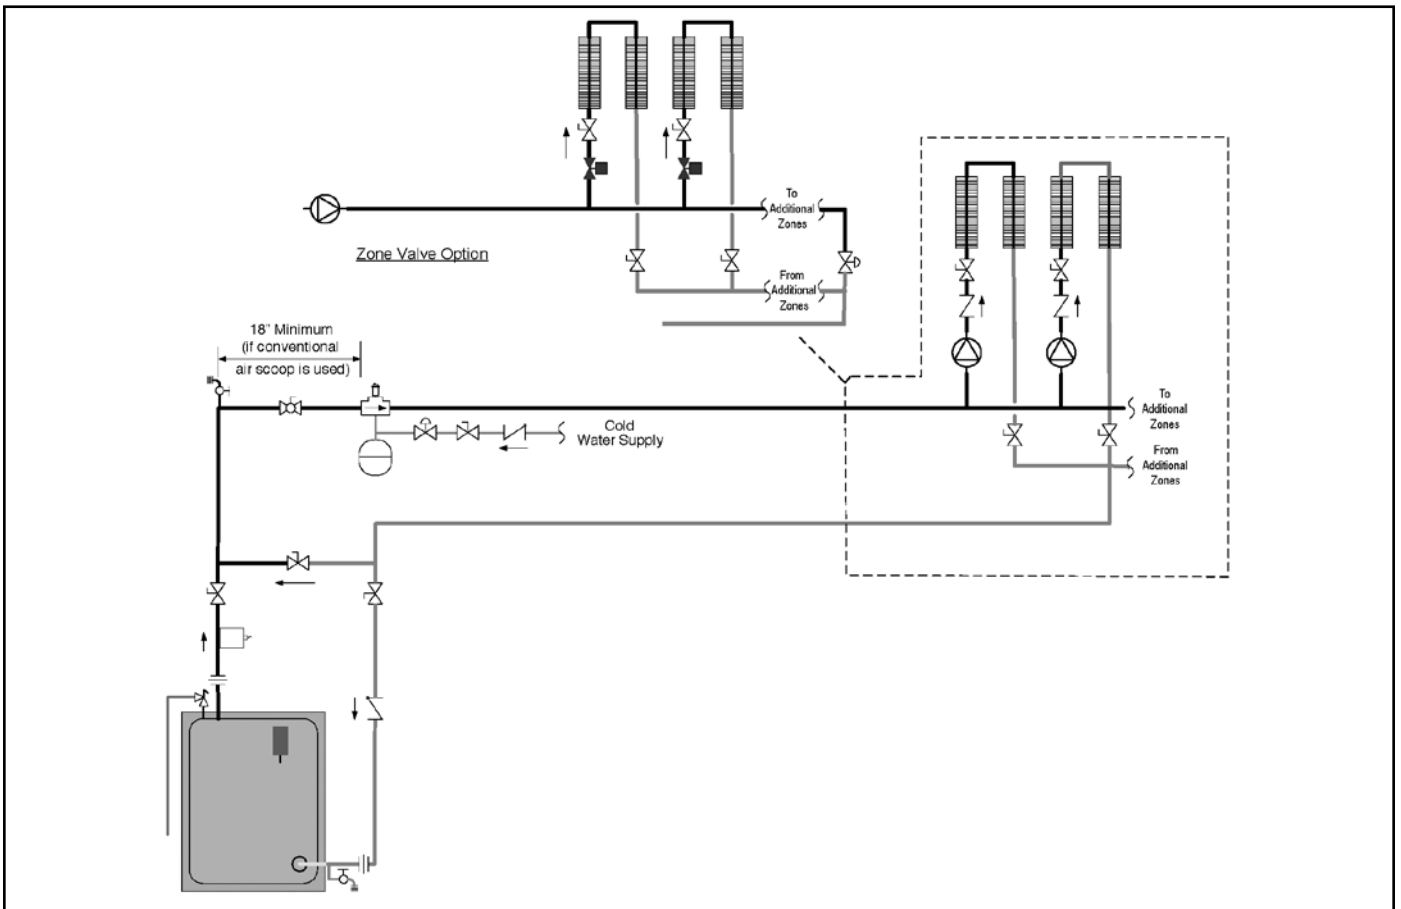 To
Additional
Zones
Zone Valve Option
From
Additional
Zones
18" Minimum
(if conventional
air scoop is used)
Cold
Water Supply
To
Additional
Zones
From
Additional
Zones